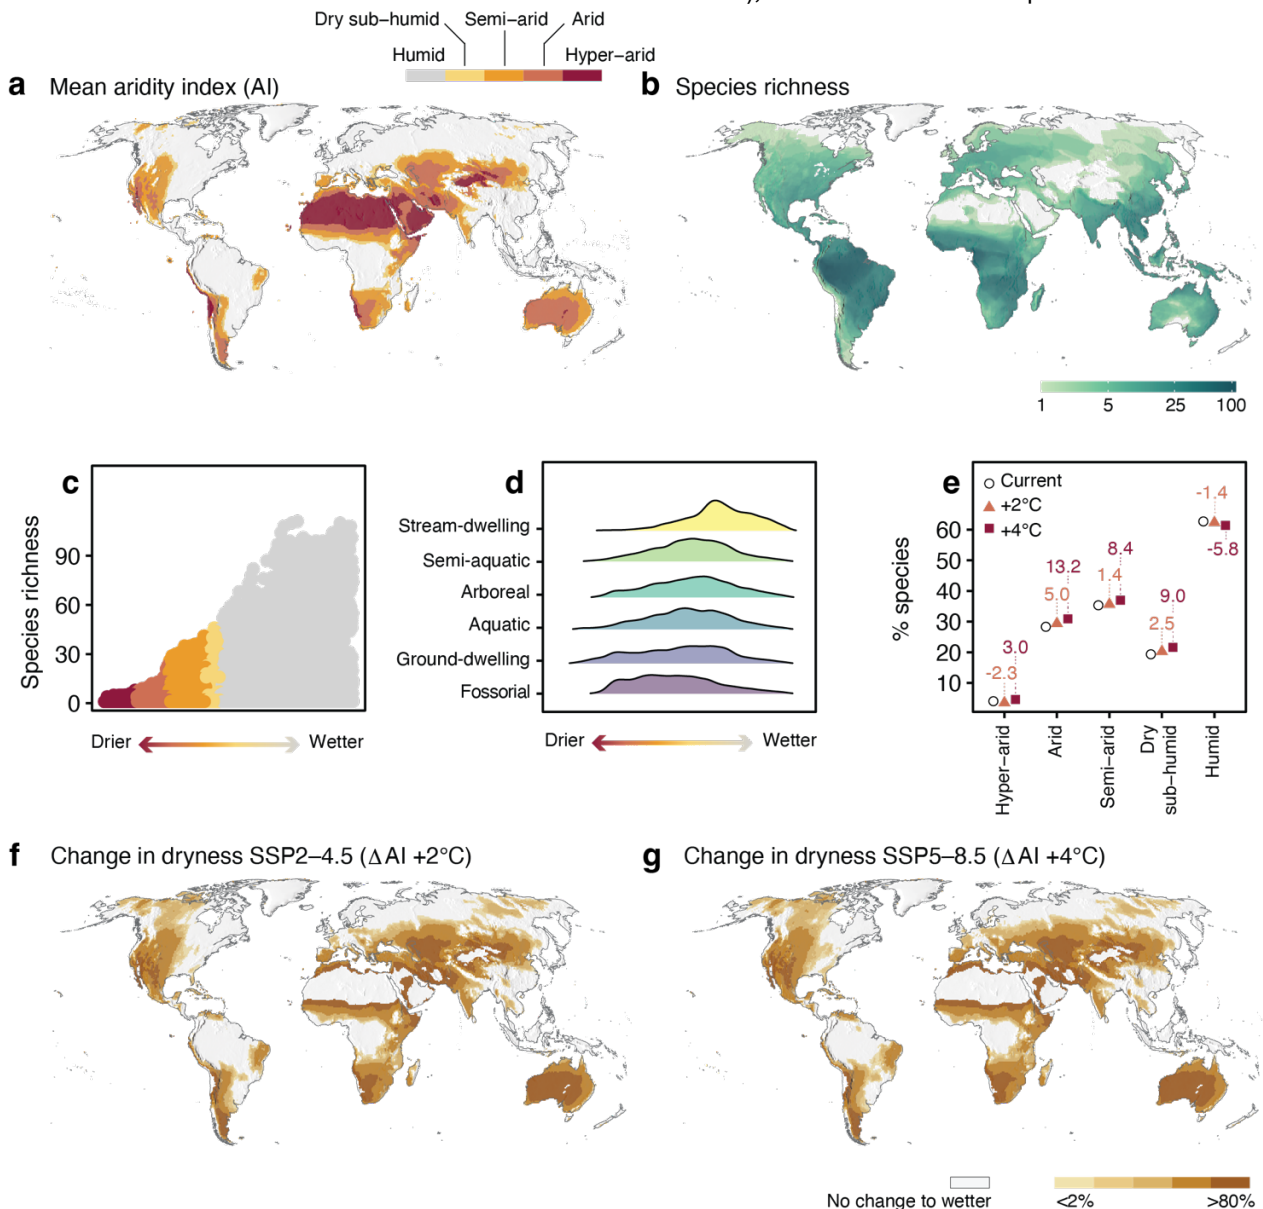 Dry sub−humid Semi−arid Arid
Humid Hyper−arid
a Mean aridity index (AI)
b Species richness
1 5 25 100
c
Species richness
90
60
30
0
Drier Wetter
d
Stream-dwelling
Semi-aquatic
Arboreal
Aquatic
Ground-dwelling
Fossorial
Drier Wetter
e
Current
+2°C
+4°C
% species
60
50
40
30
20
10
-2.3
3.0
5.0
13.2
1.4
8.4
2.5
9.0
-1.4
-5.8
Hyper−arid
Arid
Semi−arid
Dry
sub−humid
Humid
f Change in dryness SSP2−4.5 (ΔAI +2°C)
g Change in dryness SSP5−8.5 (ΔAI +4°C)
No change to wetter
<2% >80%